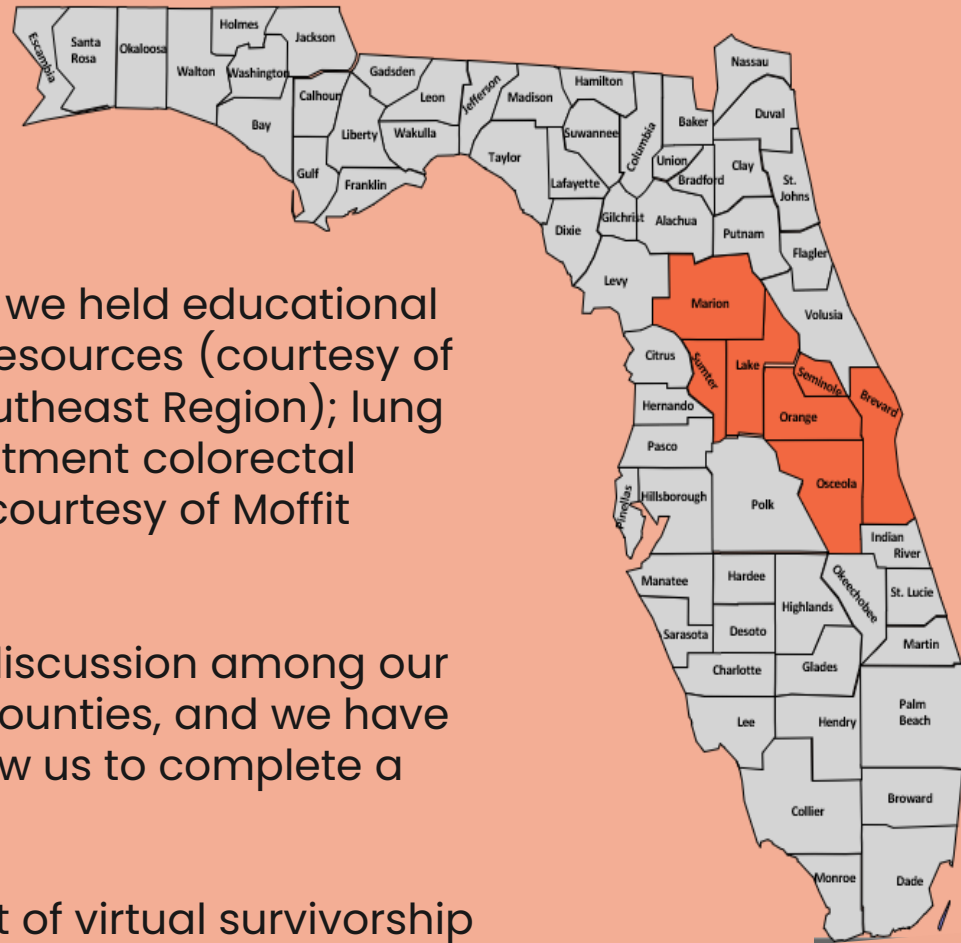 Holmes
Jackson
Santa
Rosa
Escambia
Okaloosa
Walton
Washington
Bay
Calhour
Gulf
Gadsden
Liberty
Franklin
Leon
Wakulla
Jefferson
Madison
Taylor
Hamilton
Suwannee
Lafayette
Dixie
Columbia
Gilchrist
Baker
Union
Bradford
Alachua
Nassau
Duval
Clay
St.
Johns
Putnam
Flagler
Levy
Marion
Volusia
Citrus
Sumter
Lake
Seminole
Brevard
Hernando
Orange
Pasco
Osceola
Pinellas
Hillsborough
Polk
Indian
River
Manatee
Hardee
Highlands
Okeechobee
St. Lucie
Sarasota
Desoto
Martin
Charlotte
Glades
Lee
Hendry
Palm
Beach
Collier
Broward
Monroe
Dade
we held educational
esources (courtesy of
utheast Region); lung
tment colorectal
courtesy of Moffit
discussion among our
ounties, and we have
w us to complete a
t of virtual survivorship